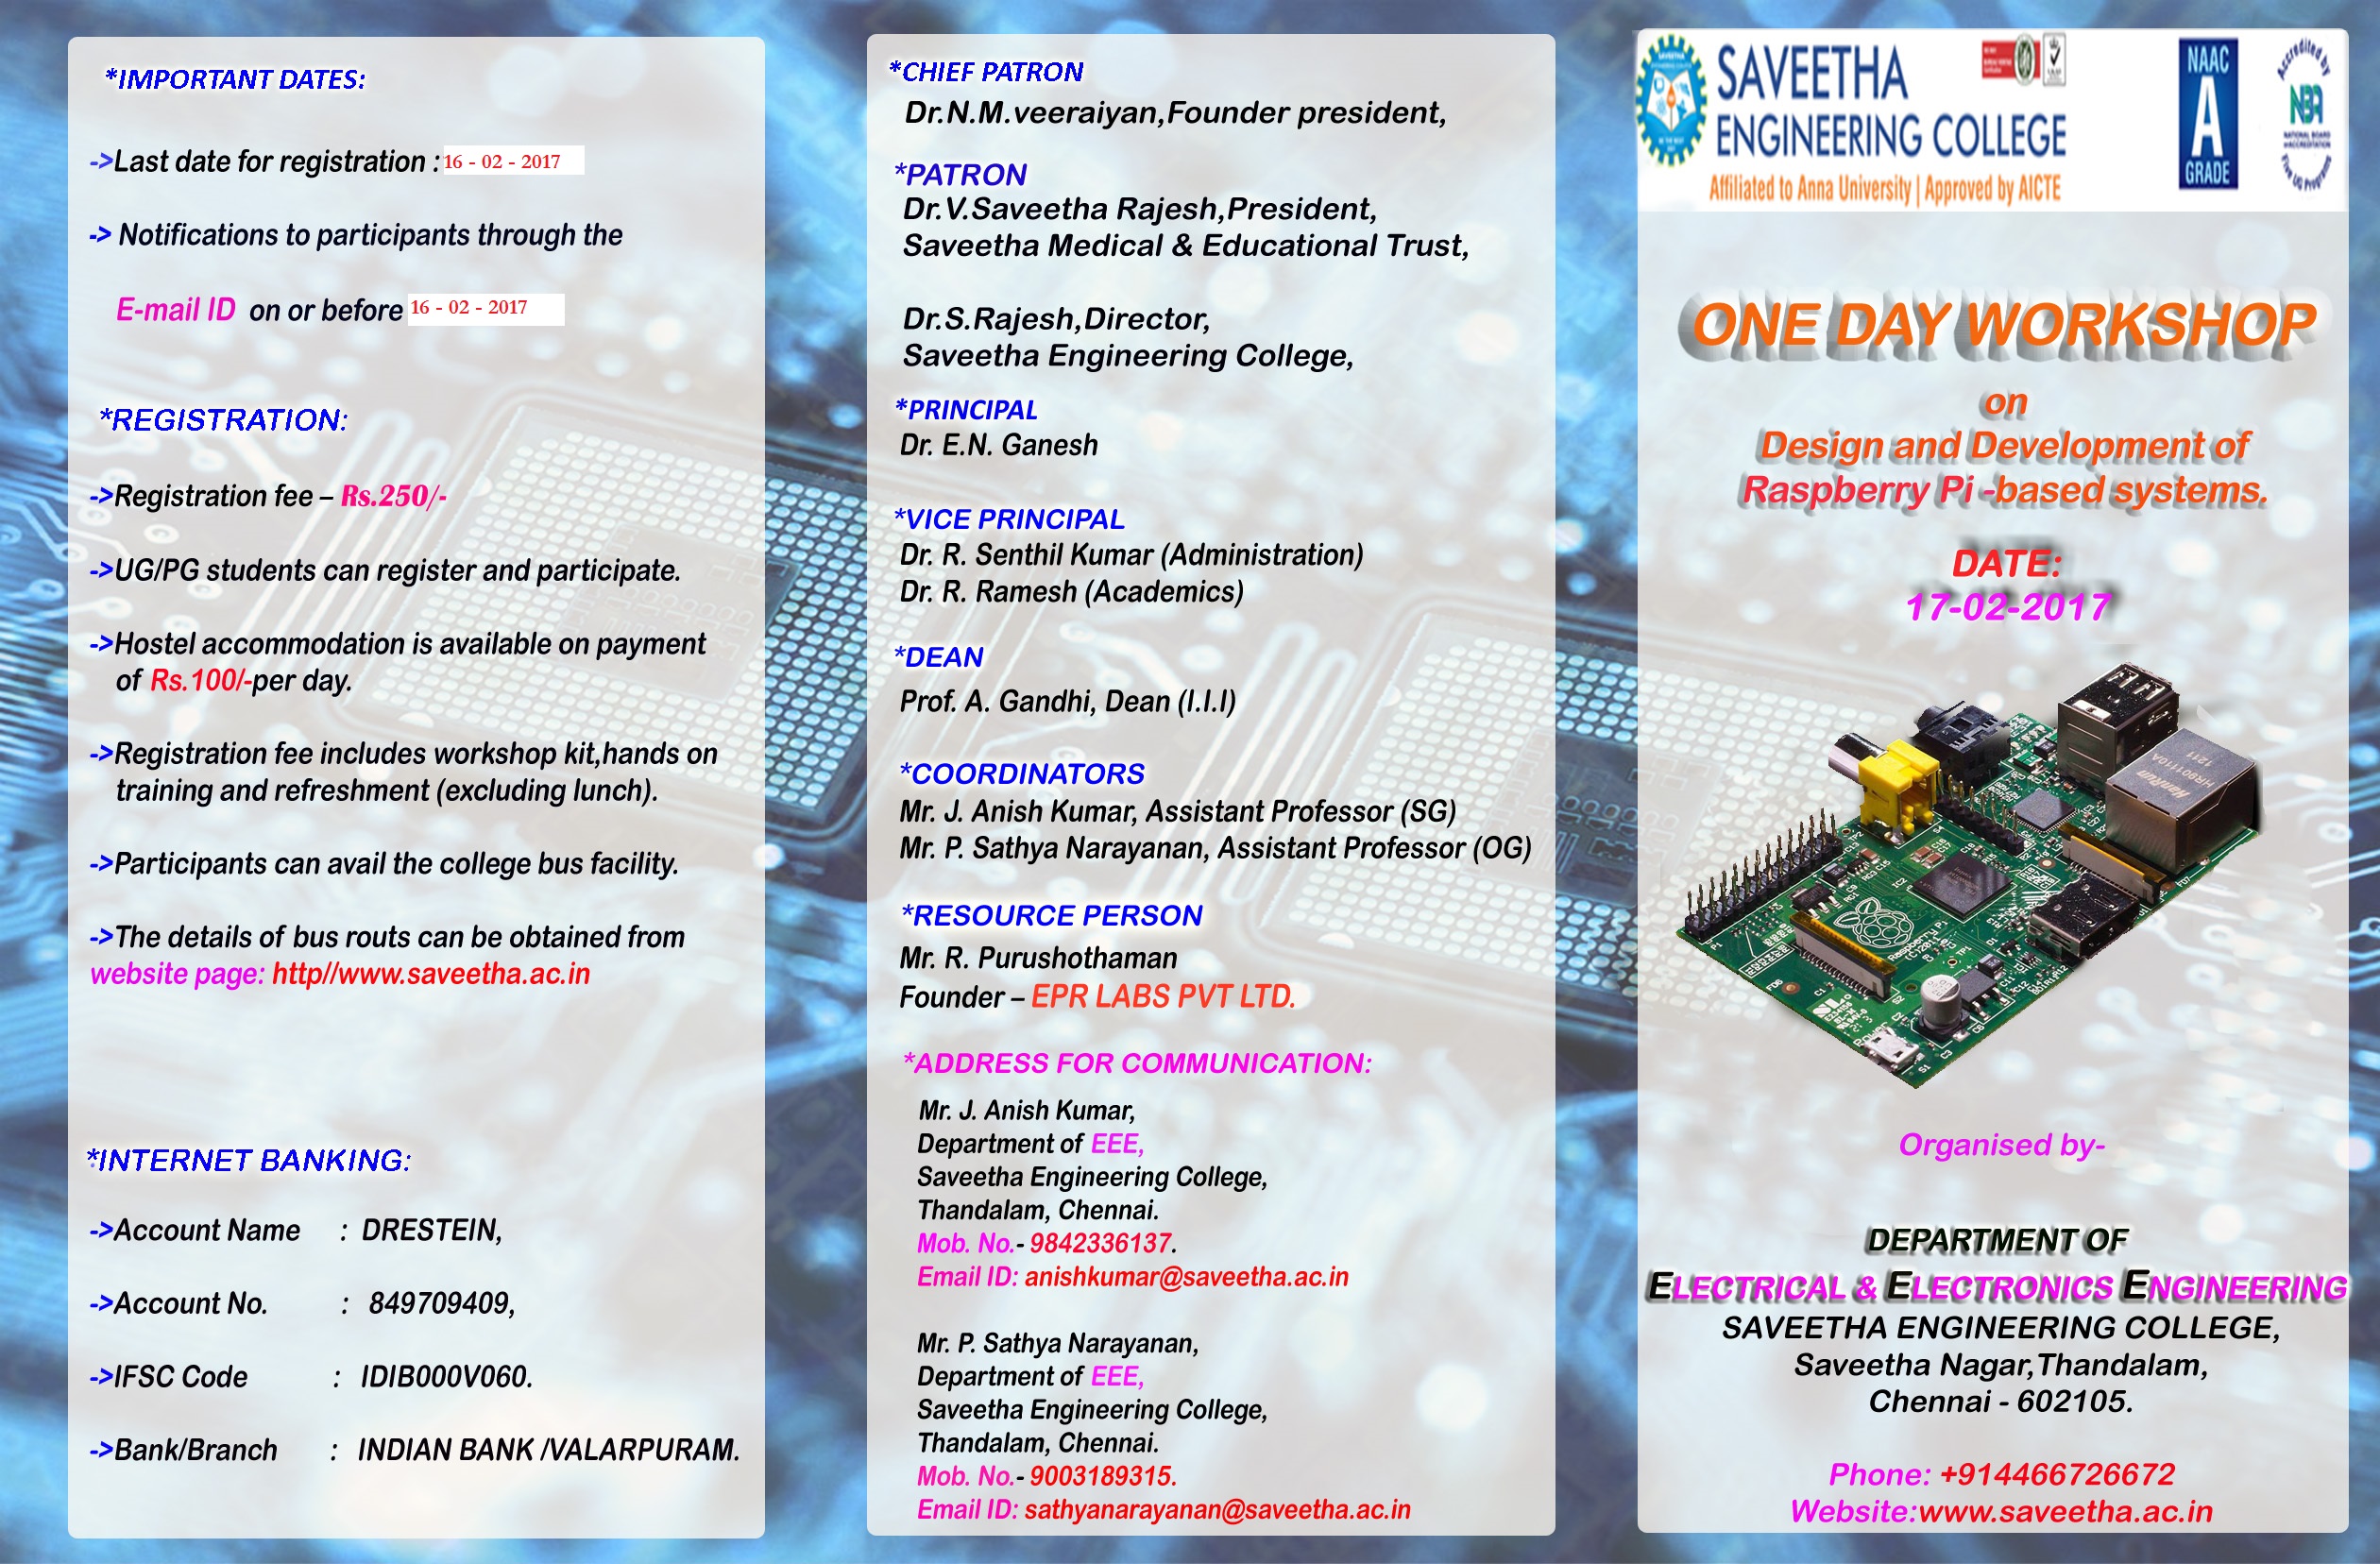 *IMPORTANT DATES:
->Last date for registration : 16 - 02 - 2017
-> Notifications to participants through the
E-mail ID on or before 16 - 02 - 2017
*REGISTRATION:
->Registration fee – Rs.250/-
->UG/PG students can register and participate.
->Hostel accommodation is available on payment
of Rs.100/-per day.
->Registration fee includes workshop kit,hands on
training and refreshment (excluding lunch).
->Participants can avail the college bus facility.
->The details of bus routs can be obtained from
website page: http//www.saveetha.ac.in
*INTERNET BANKING:
->Account Name : DRESTEIN,
->Account No. : 849709409,
->IFSC Code : IDIB000V060.
->Bank/Branch : INDIAN BANK /VALARPURAM.
*CHIEF PATRON
Dr.N.M.veeraiyan,Founder president,
*PATRON
Dr.V.Saveetha Rajesh,President,
Saveetha Medical & Educational Trust,
Dr.S.Rajesh,Director,
Saveetha Engineering College,
*PRINCIPAL
Dr. E.N. Ganesh
*VICE PRINCIPAL
Dr. R. Senthil Kumar (Administration)
Dr. R. Ramesh (Academics)
*DEAN
Prof. A. Gandhi, Dean (I.I.I)
*COORDINATORS
Mr. J. Anish Kumar, Assistant Professor (SG)
Mr. P. Sathya Narayanan, Assistant Professor (OG)
*RESOURCE PERSON
Mr. R. Purushothaman
Founder – EPR LABS PVT LTD.
*ADDRESS FOR COMMUNICATION:
Mr. J. Anish Kumar,
Department of EEE,
Saveetha Engineering College,
Thandalam, Chennai.
Mob. No.- 9842336137.
Email ID: anishkumar@saveetha.ac.in
Mr. P. Sathya Narayanan,
Department of EEE,
Saveetha Engineering College,
Thandalam, Chennai.
Mob. No.- 9003189315.
Email ID: sathyanarayanan@saveetha.ac.in
SAVEETHA
ENGINEERING COLLEGE
Affiliated to Anna University | Approved by AICTE
NAAC
A
GRADE
Accredited by
NBA
NATIONAL BOARD
of ACCREDITATION
Five UG Programs
ONE DAY WORKSHOP
on
Design and Development of
Raspberry Pi -based systems.
DATE:
17-02-2017
HanRun
HR901110A
1211
Organised by-
DEPARTMENT OF
ELECTRICAL & ELECTRONICS ENGINEERING
SAVEETHA ENGINEERING COLLEGE,
Saveetha Nagar,Thandalam,
Chennai - 602105.
Phone: +914466726672
Website:www.saveetha.ac.in